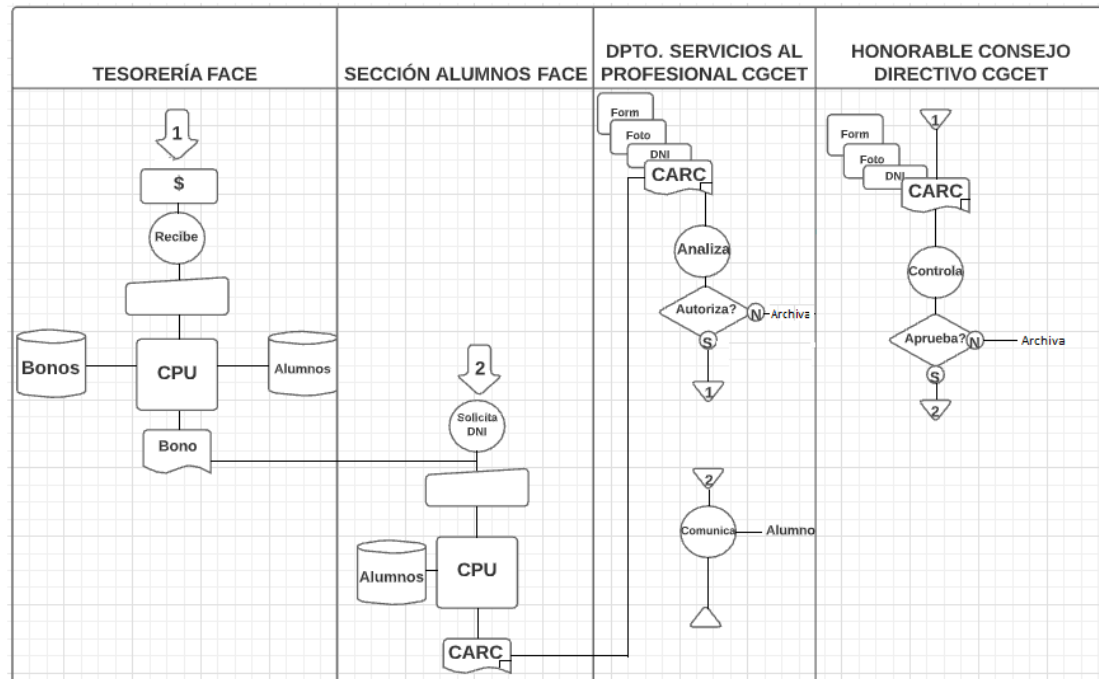 TESORERÍA FACE
SECCIÓN ALUMNOS FACE
DPTO. SERVICIOS AL
PROFESIONAL CGCET
HONORABLE CONSEJO
DIRECTIVO CGCET
1
$
Recibe
Bonos
CPU
Alumnos
Bono
2
Solicita
DNI
Alumnos
CPU
CARC
Form
Foto
DNI
CARC
Analiza
Autoriza?
N
Archiva
S
1
2
Comunica
Alumno
1
Form
Foto
DNI
CARC
Controla
Aprueba?
N
Archiva
S
2